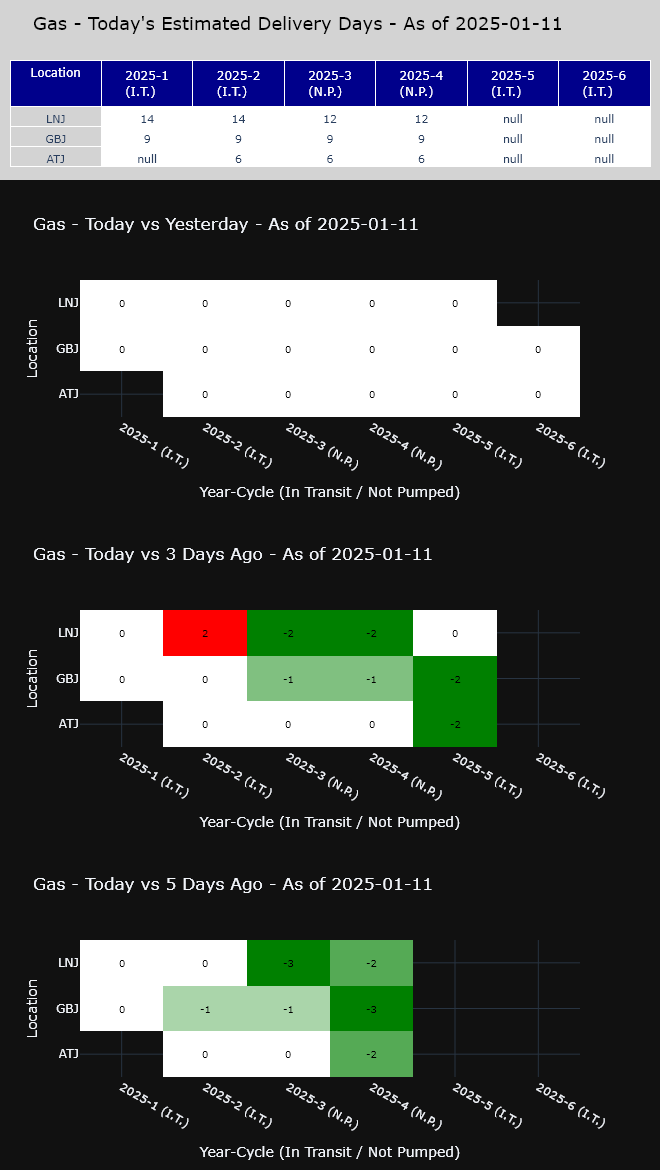 Gas - Today's Estimated Delivery Days - As of 2025-01-11
Location 2025-1 (I.T.) 2025-2 (I.T.) 2025-3 (N.P.) 2025-4 (N.P.) 2025-5 (I.T.) 2025-6 (I.T.)
LNJ 14 14 12 12 null null
GBJ 9 9 9 9 null null
ATJ null 6 6 6 null null
Gas - Today vs Yesterday - As of 2025-01-11
Location
LNJ 0 0 0 0 0
GBJ 0 0 0 0 0 0
ATJ 0 0 0 0 0
2025-1 (I.T.) 2025-2 (I.T.) 2025-3 (N.P.) 2025-4 (N.P.) 2025-5 (I.T.) 2025-6 (I.T.)
Year-Cycle (In Transit / Not Pumped)
Gas - Today vs 3 Days Ago - As of 2025-01-11
Location
LNJ 0 2 -2 -2 0
GBJ 0 0 -1 -1 -2
ATJ 0 0 0 -2
2025-1 (I.T.) 2025-2 (I.T.) 2025-3 (N.P.) 2025-4 (N.P.) 2025-5 (I.T.) 2025-6 (I.T.)
Year-Cycle (In Transit / Not Pumped)
Gas - Today vs 5 Days Ago - As of 2025-01-11
Location
LNJ 0 0 -3 -2
GBJ 0 -1 -1 -3
ATJ 0 0 -2
2025-1 (I.T.) 2025-2 (I.T.) 2025-3 (N.P.) 2025-4 (N.P.) 2025-5 (I.T.) 2025-6 (I.T.)
Year-Cycle (In Transit / Not Pumped)